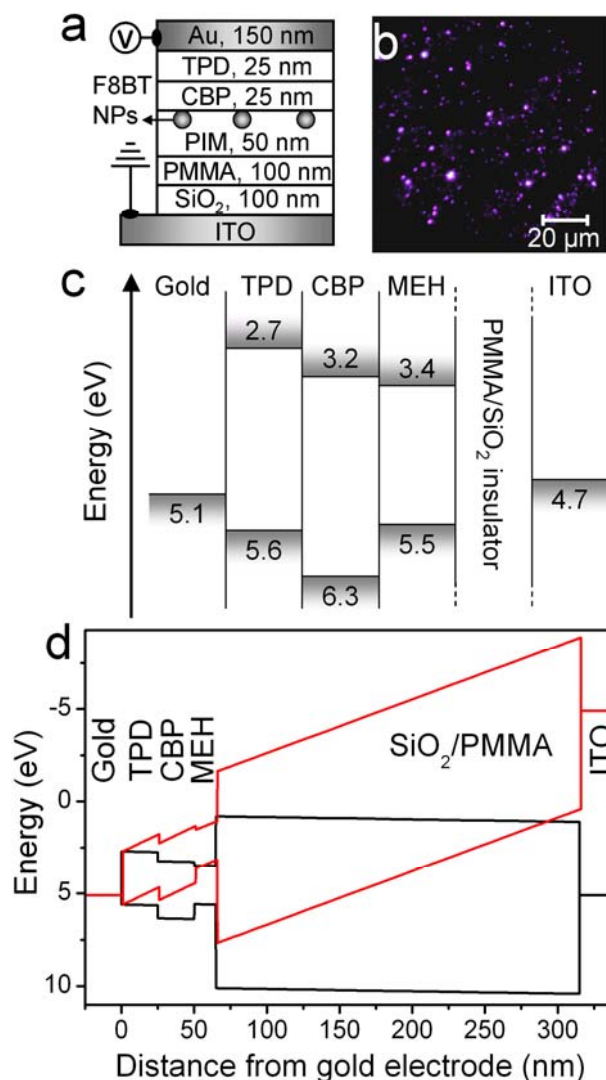 a
V
Au, 150 nm
TPD, 25 nm
F8BT
CBP, 25 nm
NPs
PIM, 50 nm
PMMA, 100 nm
SiO₂, 100 nm
ITO
b
20 µm
c
Gold TPD CBP MEH ITO
Energy (eV)
2.7
3.2
3.4
PMMA/SiO₂ insulator
5.1
4.7
5.6
5.5
6.3
d
-5
0
5
10
Energy (eV)
Gold
TPD
CBP
MEH
SiO₂/PMMA
ITO
0 50 100 150 200 250 300
Distance from gold electrode (nm)